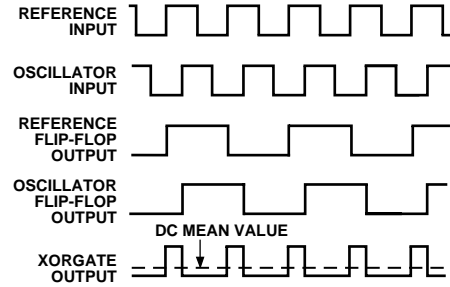 REFERENCE
INPUT
OSCILLATOR
INPUT
REFERENCE
FLIP-FLOP
OUTPUT
OSCILLATOR
FLIP-FLOP
OUTPUT
DC MEAN VALUE
XORGATE
OUTPUT